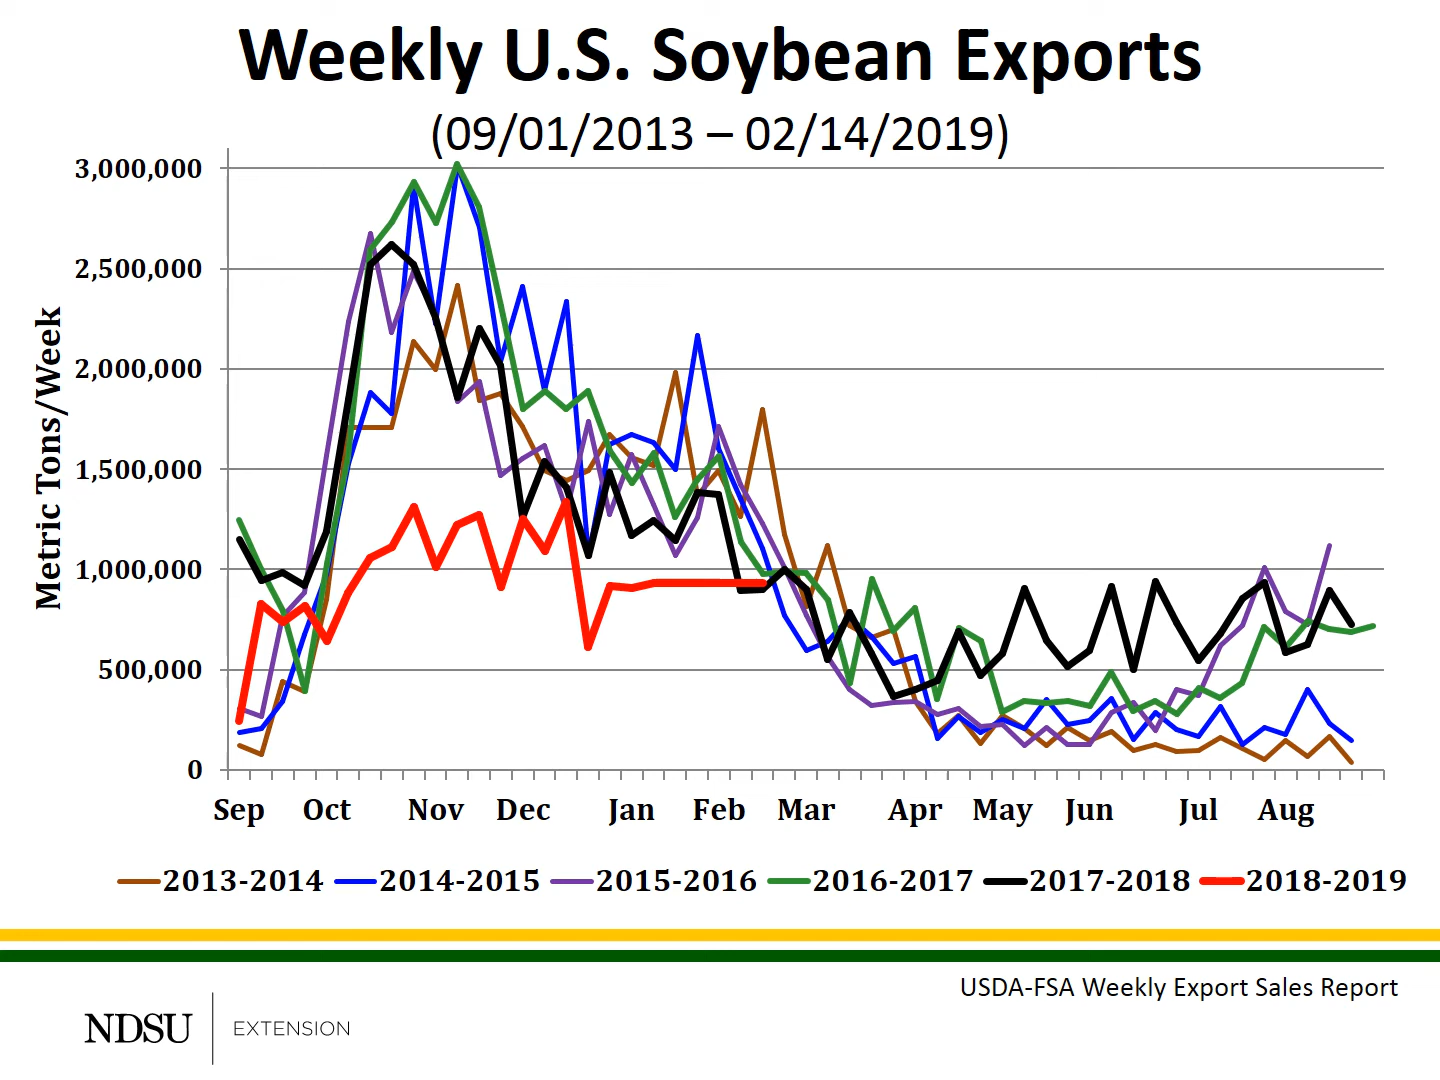 Weekly U.S. Soybean Exports
(09/01/2013 – 02/14/2019)
Metric Tons/Week
3,000,000
2,500,000
2,000,000
1,500,000
1,000,000
500,000
0
Sep Oct Nov Dec Jan Feb Mar Apr May Jun Jul Aug
2013-2014 2014-2015 2015-2016 2016-2017 2017-2018 2018-2019
USDA-FSA Weekly Export Sales Report
NDSU EXTENSION